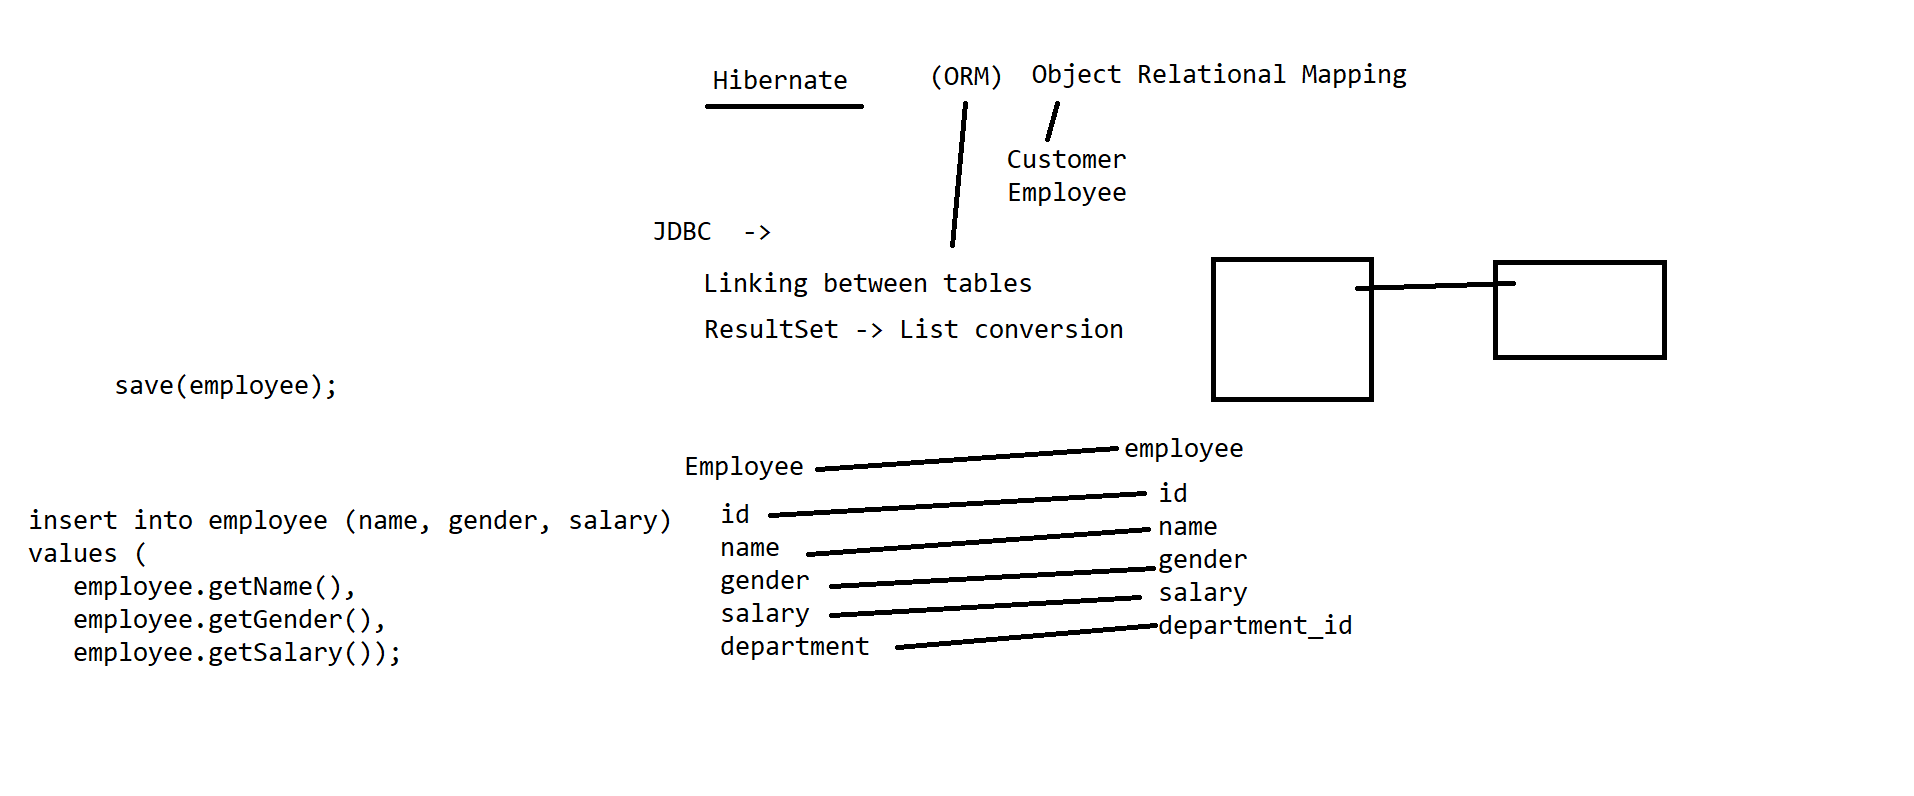 Hibernate (ORM) Object Relational Mapping
Customer
Employee
JDBC ->
Linking between tables
ResultSet -> List conversion
save(employee);
insert into employee (name, gender, salary)
values (
employee.getName(),
employee.getGender(),
employee.getSalary());
Employee
id
name
gender
salary
department
employee
id
name
gender
salary
department_id